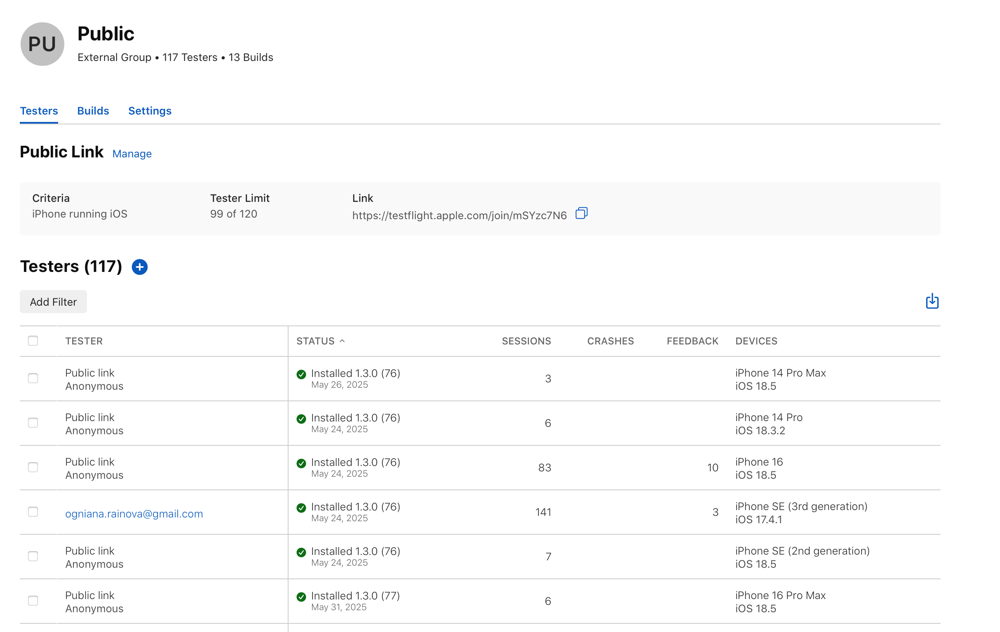 PU
Public
External Group • 117 Testers • 13 Builds
Testers Builds Settings
Public Link Manage
Criteria Tester Limit Link
iPhone running iOS 99 of 120 https://testflight.apple.com/join/mSYzc7N6
Testers (117)
Add Filter
TESTER STATUS SESSIONS CRASHES FEEDBACK DEVICES
Public link Installed 1.3.0 (76) 3 iPhone 14 Pro Max
Anonymous May 26, 2025 iOS 18.5
Public link Installed 1.3.0 (76) 6 iPhone 14 Pro
Anonymous May 24, 2025 iOS 18.3.2
Public link Installed 1.3.0 (76) 83 10 iPhone 16
Anonymous May 24, 2025 iOS 18.5
ogniana.rainova@gmail.com Installed 1.3.0 (76) 141 3 iPhone SE (3rd generation)
May 24, 2025 iOS 17.4.1
Public link Installed 1.3.0 (76) 7 iPhone SE (2nd generation)
Anonymous May 24, 2025 iOS 18.5
Public link Installed 1.3.0 (77) 6 iPhone 16 Pro Max
Anonymous May 31, 2025 iOS 18.5